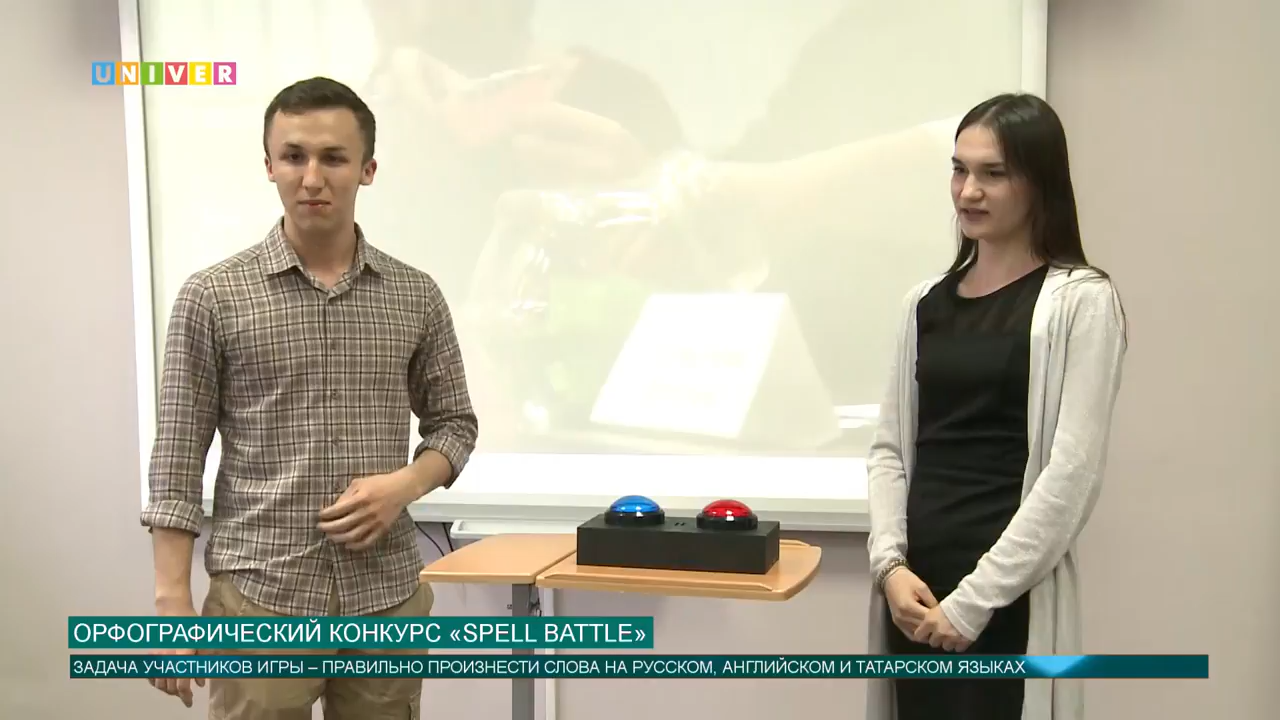 UNIVER
ОРФОГРАФИЧЕСКИЙ КОНКУРС «SPELL BATTLE»
ЗАДАЧА УЧАСТНИКОВ ИГРЫ – ПРАВИЛЬНО ПРОИЗНЕСТИ СЛОВА НА РУССКОМ, АНГЛИЙСКОМ И ТАТАРСКОМ ЯЗЫКАХ